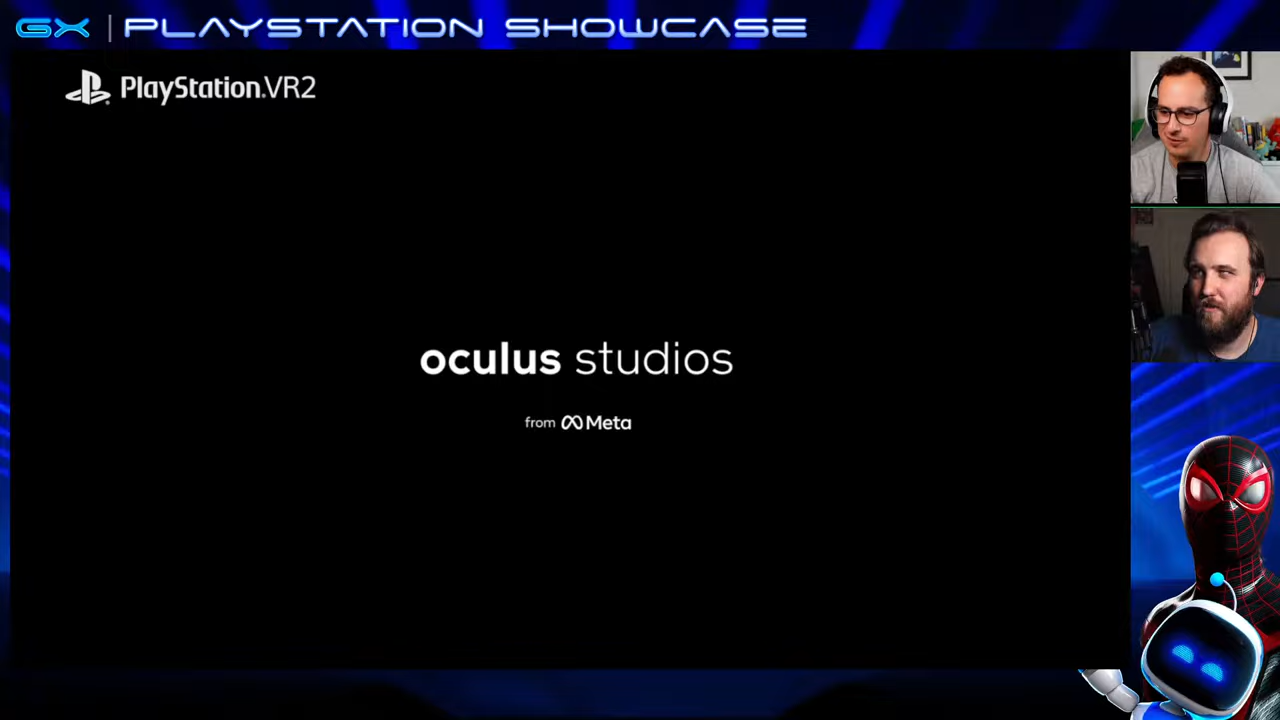 GX | PLAYSTATION SHOWCASE
PlayStation.VR2
oculus studios
from Meta